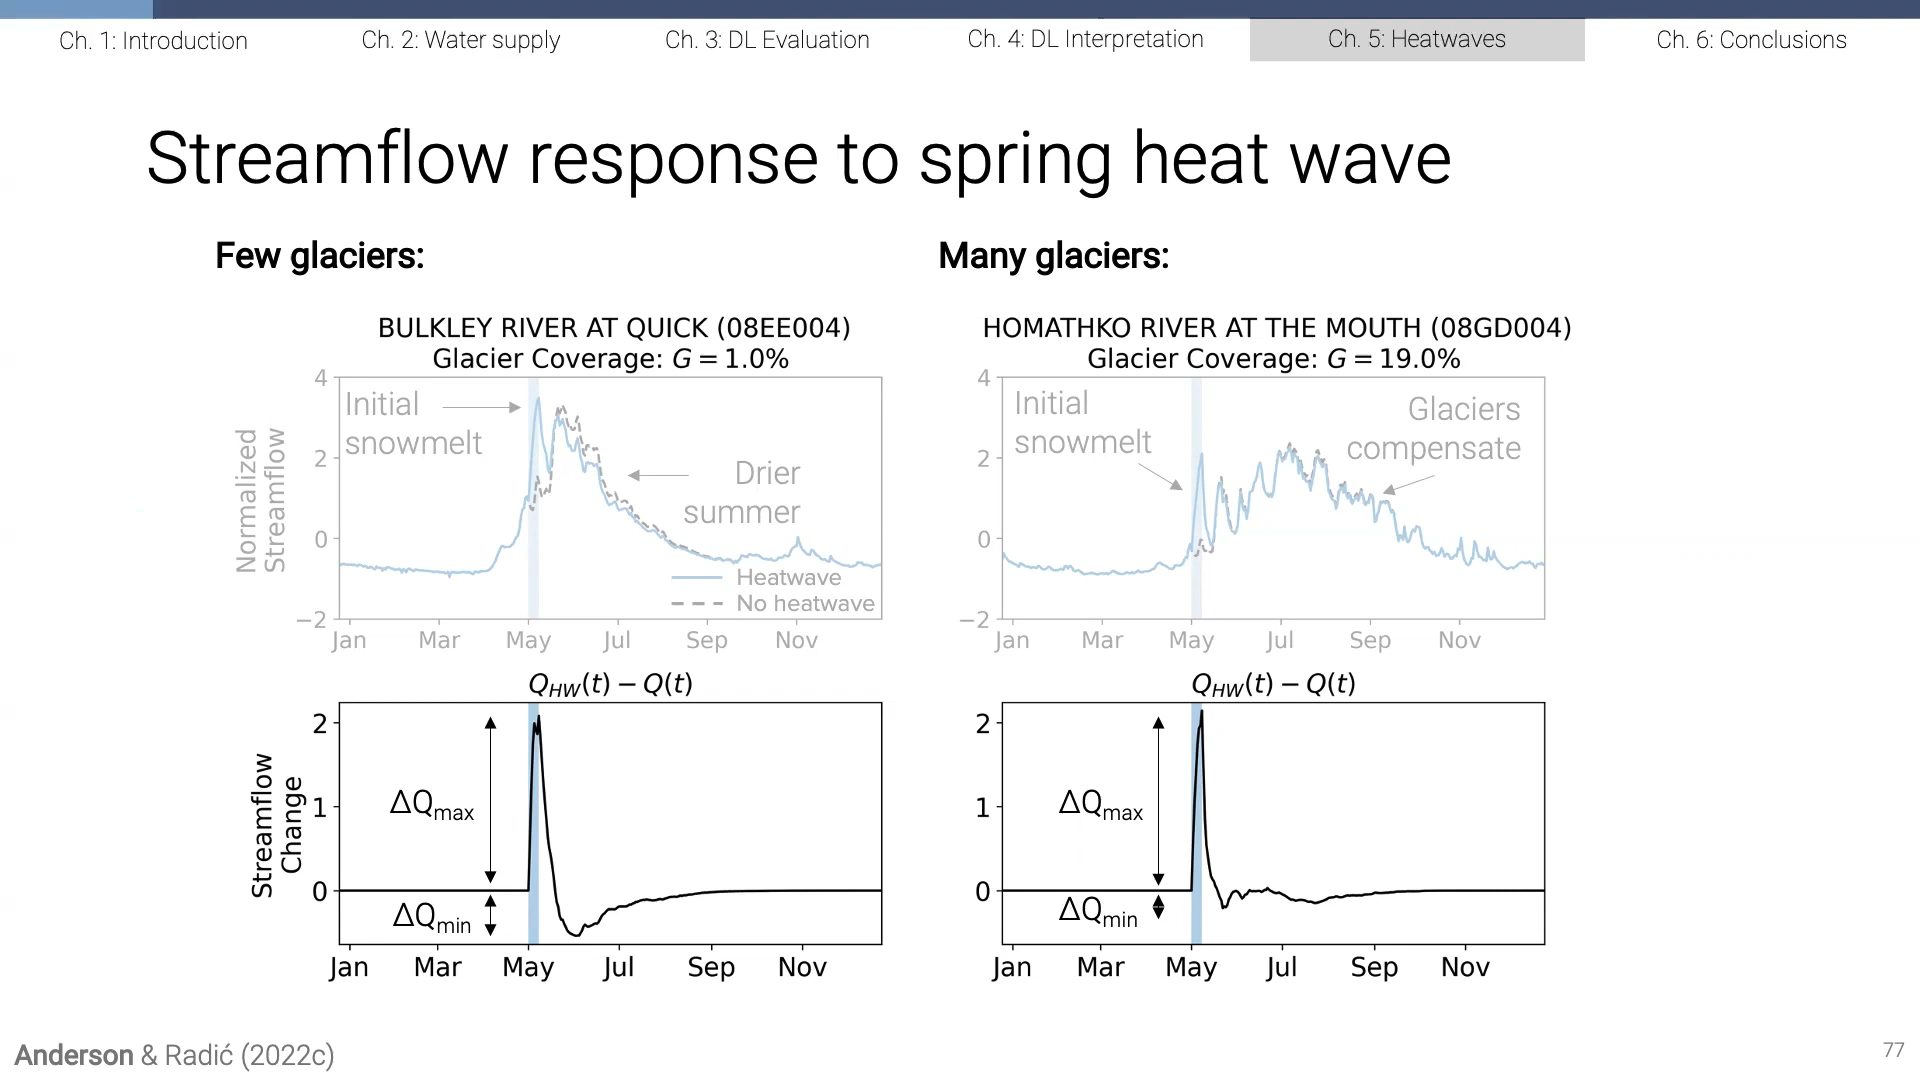 Ch. 1: Introduction
Ch. 2: Water supply
Ch. 3: DL Evaluation
Ch. 4: DL Interpretation
Ch. 5: Heatwaves
Ch. 6: Conclusions
Streamflow response to spring heat wave
Few glaciers:
BULKLEY RIVER AT QUICK (08EE004)
Glacier Coverage: G = 1.0%
Normalized
Streamflow
4
2
0
−2
Initial
snowmelt
Drier
summer
Heatwave
No heatwave
Jan Mar May Jul Sep Nov
Q_HW(t) − Q(t)
Streamflow
Change
2
1
0
ΔQmax
ΔQmin
Jan Mar May Jul Sep Nov
Many glaciers:
HOMATHKO RIVER AT THE MOUTH (08GD004)
Glacier Coverage: G = 19.0%
4
2
0
−2
Initial
snowmelt
Glaciers
compensate
Jan Mar May Jul Sep Nov
Q_HW(t) − Q(t)
2
1
0
ΔQmax
ΔQmin
Jan Mar May Jul Sep Nov
Anderson & Radić (2022c)
77